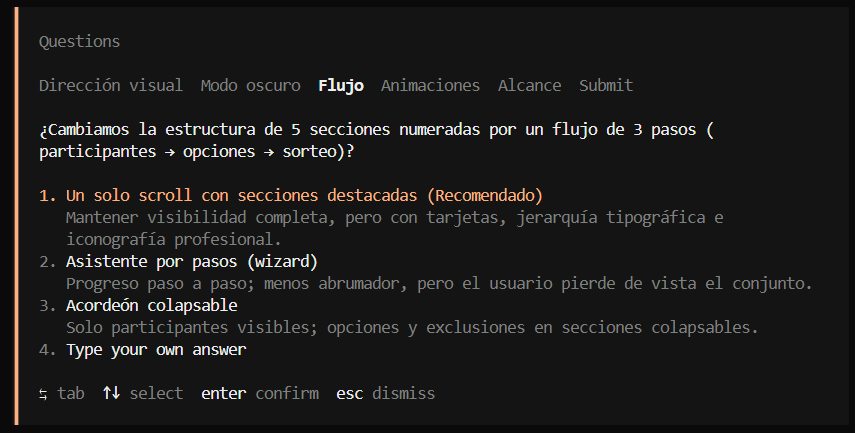 Questions
Dirección visual  Modo oscuro  Flujo  Animaciones  Alcance  Submit
¿Cambiamos la estructura de 5 secciones numeradas por un flujo de 3 pasos (
participantes → opciones → sorteo)?
1. Un solo scroll con secciones destacadas (Recomendado)
Mantener visibilidad completa, pero con tarjetas, jerarquía tipográfica e
iconografía profesional.
2. Asistente por pasos (wizard)
Progreso paso a paso; menos abrumador, pero el usuario pierde de vista el conjunto.
3. Acordeón colapsable
Solo participantes visibles; opciones y exclusiones en secciones colapsables.
4. Type your own answer
⇆ tab  ↑↓ select  enter confirm  esc dismiss